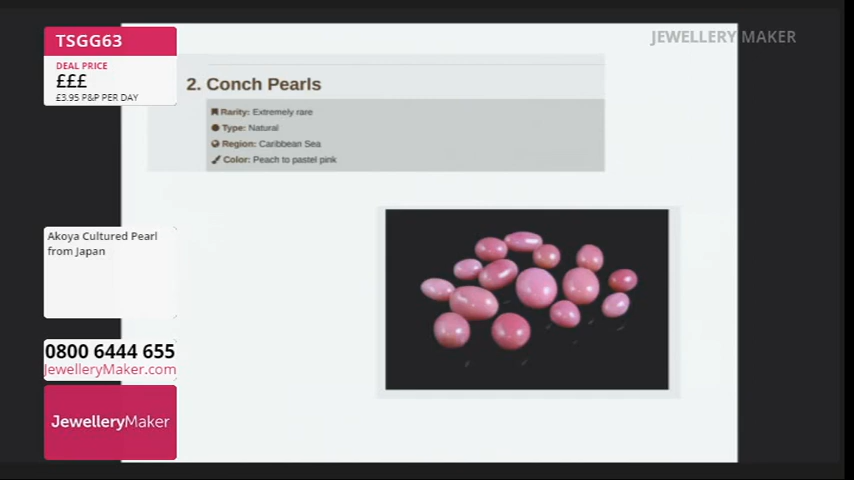 TSGG63
DEAL PRICE
£££
£3.95 P&P PER DAY
JEWELLERY MAKER
2. Conch Pearls
Rarity: Extremely rare
Type: Natural
Region: Caribbean Sea
Color: Peach to pastel pink
Akoya Cultured Pearl
from Japan
0800 6444 655
JewelleryMaker.com
JewelleryMaker